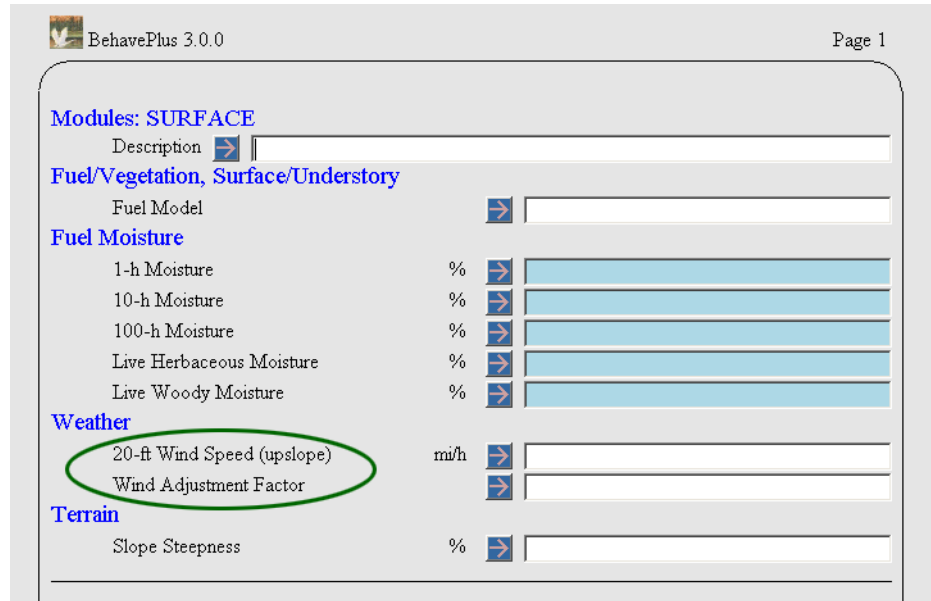 BehavePlus 3.0.0 Page 1
Modules: SURFACE
Description
Fuel/Vegetation, Surface/Understory
Fuel Model
Fuel Moisture
1-h Moisture %
10-h Moisture %
100-h Moisture %
Live Herbaceous Moisture %
Live Woody Moisture %
Weather
20-ft Wind Speed (upslope) mi/h
Wind Adjustment Factor
Terrain
Slope Steepness %